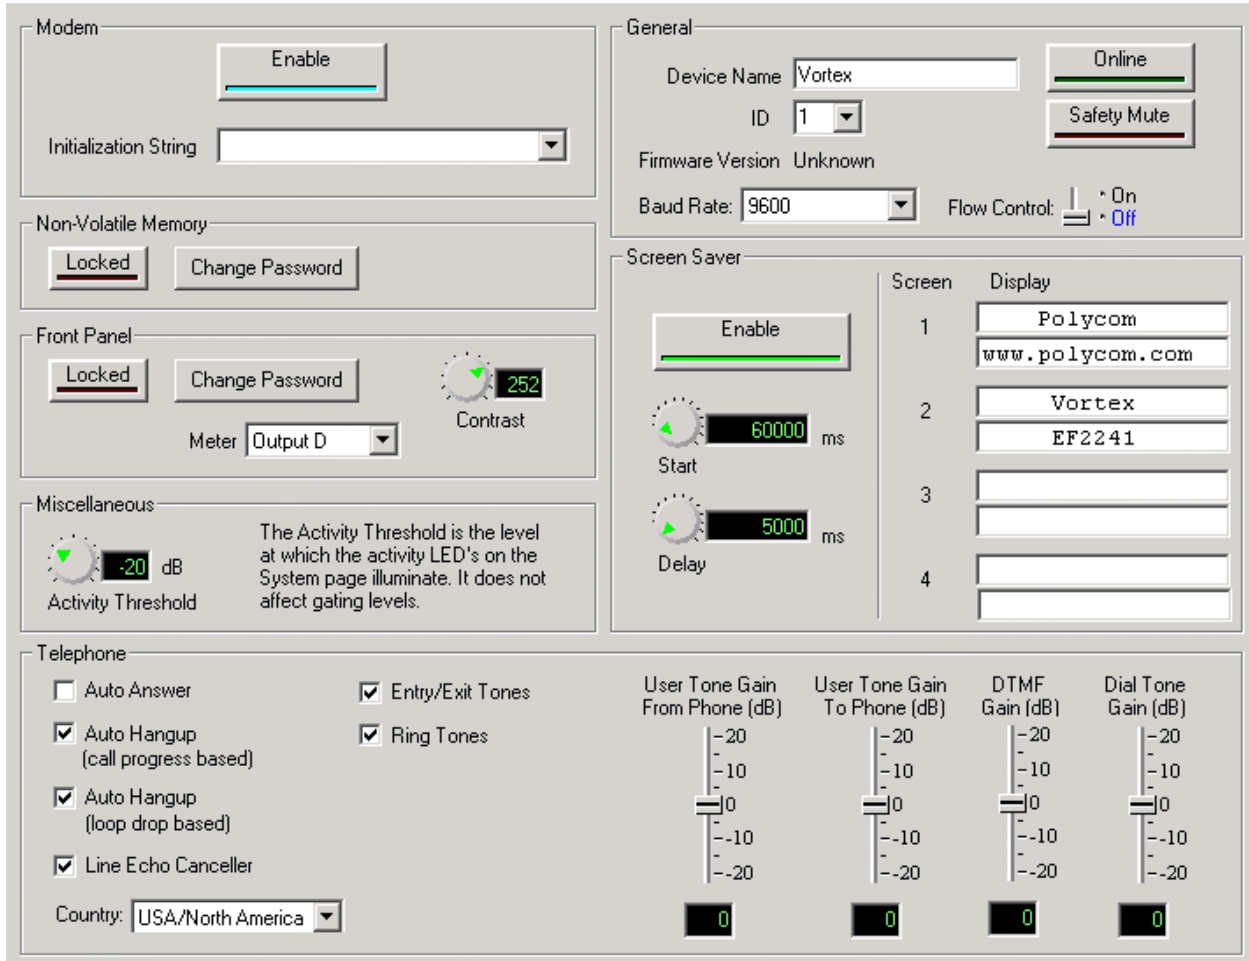 Modem
Enable
Initialization String
Non-Volatile Memory
Locked
Change Password
Front Panel
Locked
Change Password
252
Contrast
Meter
Output D
Miscellaneous
-20
dB
Activity Threshold
The Activity Threshold is the level
at which the activity LED's on the
System page illuminate. It does not
affect gating levels.
General
Device Name
Vortex
Online
ID
1
Safety Mute
Firmware Version Unknown
Baud Rate:
9600
Flow Control:
On
Off
Screen Saver
Enable
60000
ms
Start
5000
ms
Delay
Screen
Display
1
Polycom
www.polycom.com
2
Vortex
EF2241
3
4
Telephone
Auto Answer
Auto Hangup
(call progress based)
Auto Hangup
(loop drop based)
Line Echo Canceller
Country:
USA/North America
Entry/Exit Tones
Ring Tones
User Tone Gain
From Phone (dB)
-20
-10
0
--10
--20
0
User Tone Gain
To Phone (dB)
-20
-10
0
--10
--20
0
DTMF
Gain (dB)
-20
-10
0
--10
--20
0
Dial Tone
Gain (dB)
-20
-10
0
--10
--20
0